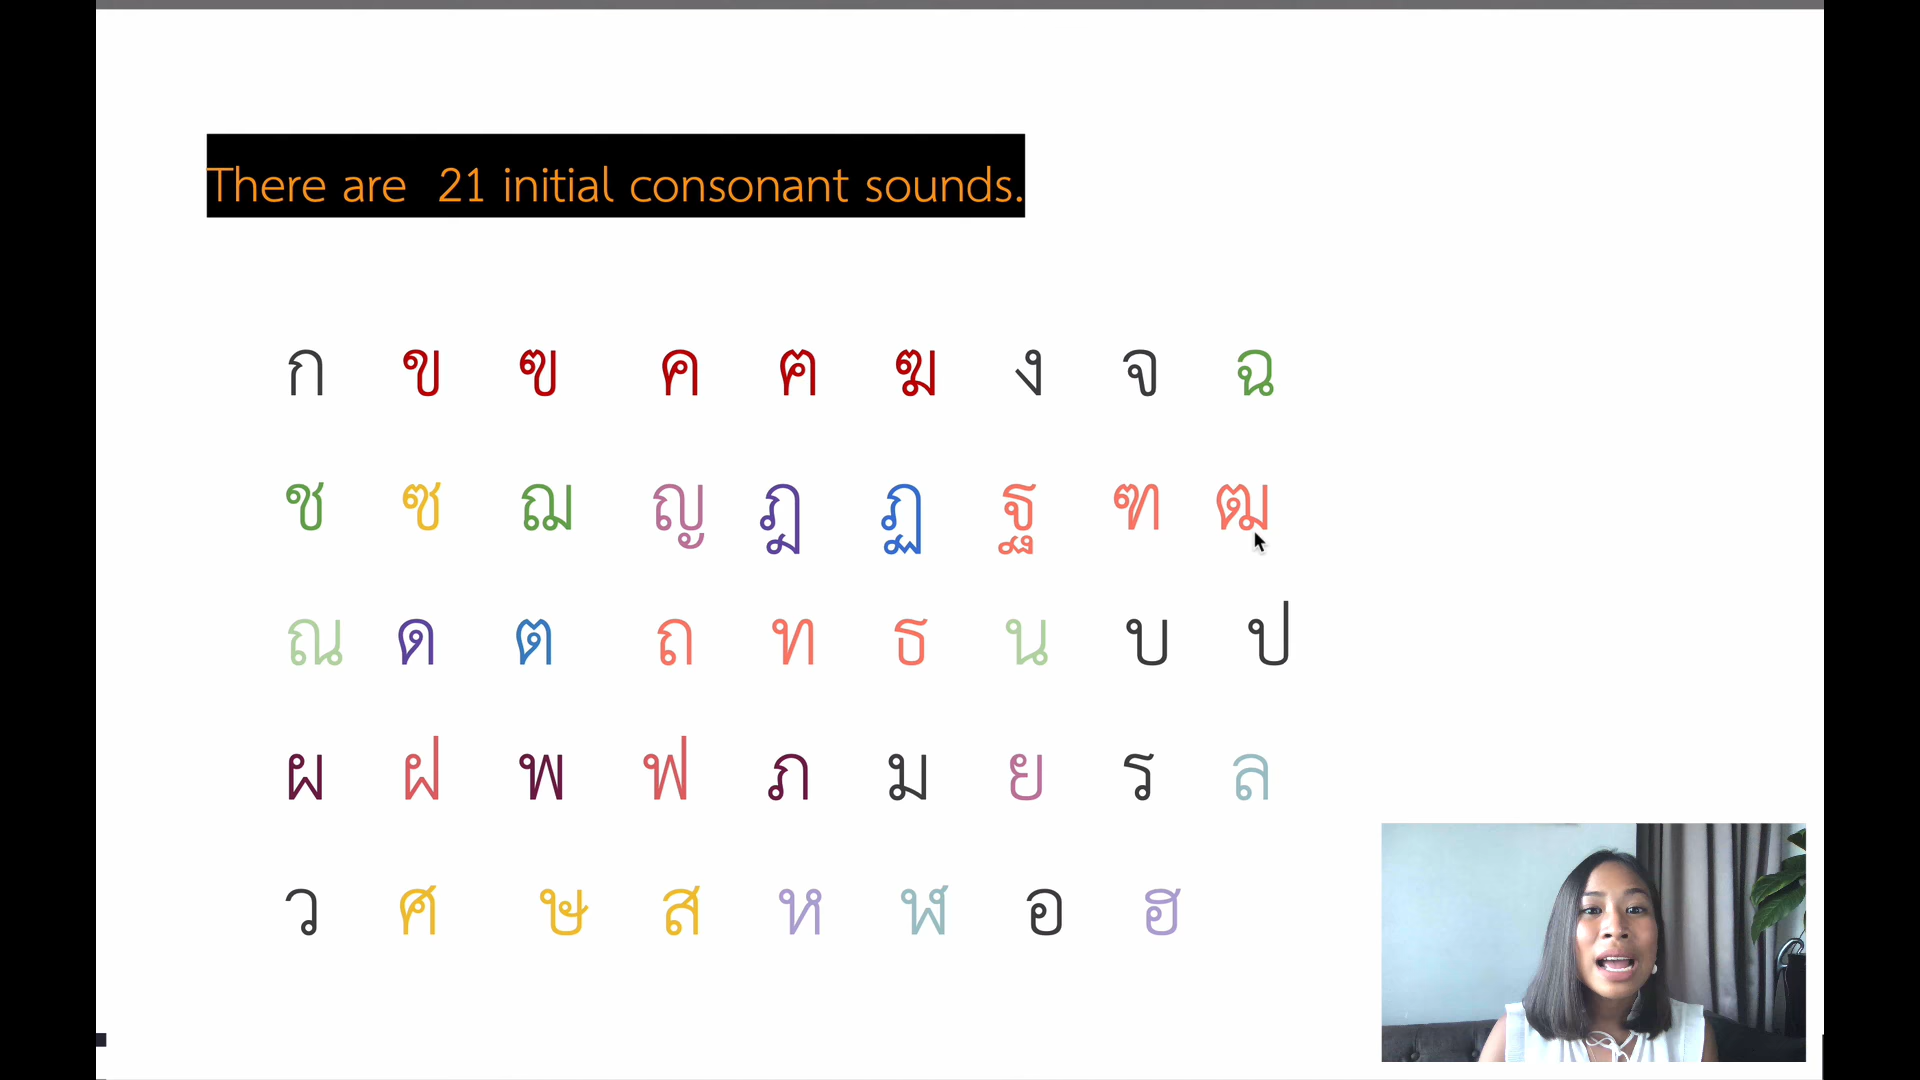 There are  21 initial consonant sounds.
ก ข ฃ ค ฅ ฆ ง จ ฉ
ช ซ ฌ ญ ฎ ฏ ฐ ฑ ฒ
ณ ด ต ถ ท ธ น บ ป
ผ ฝ พ ฟ ภ ม ย ร ล
ว ศ ษ ส ห ฬ อ ฮ